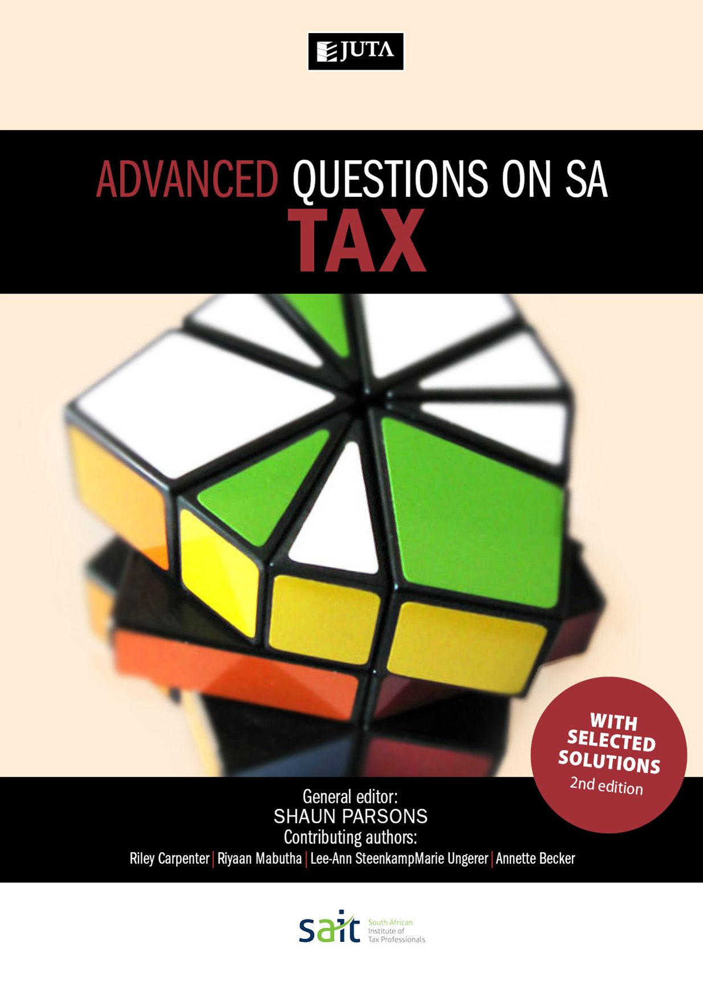 JUTA
ADVANCED QUESTIONS ON SA
TAX
WITH
SELECTED
SOLUTIONS
2nd edition
General editor:
SHAUN PARSONS
Contributing authors:
Riley Carpenter | Riyaan Mabutha | Lee-Ann SteenkampMarie Ungerer | Annette Becker
sait
South African
Institute of
Tax Professionals